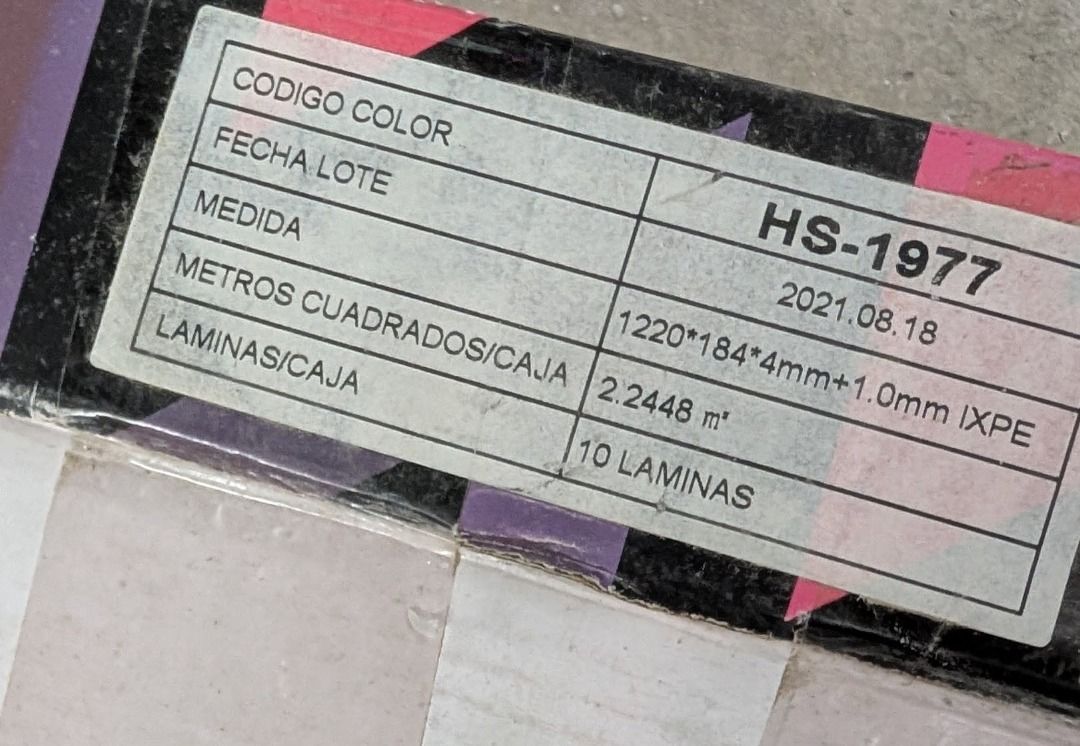 CODIGO COLOR HS-1977
FECHA LOTE 2021.08.18
MEDIDA 1220*184*4mm+1.0mm IXPE
METROS CUADRADOS/CAJA 2.2448 m²
LAMINAS/CAJA 10 LAMINAS